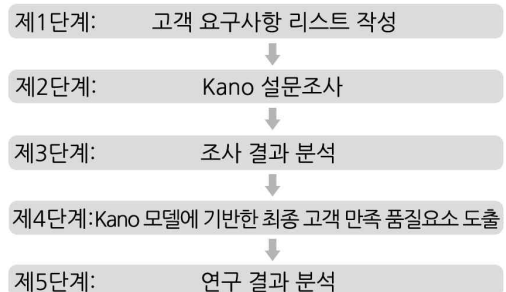 제1단계: 고객 요구사항 리스트 작성
제2단계: Kano 설문조사
제3단계: 조사 결과 분석
제4단계:Kano 모델에 기반한 최종 고객 만족 품질요소 도출
제5단계: 연구 결과 분석